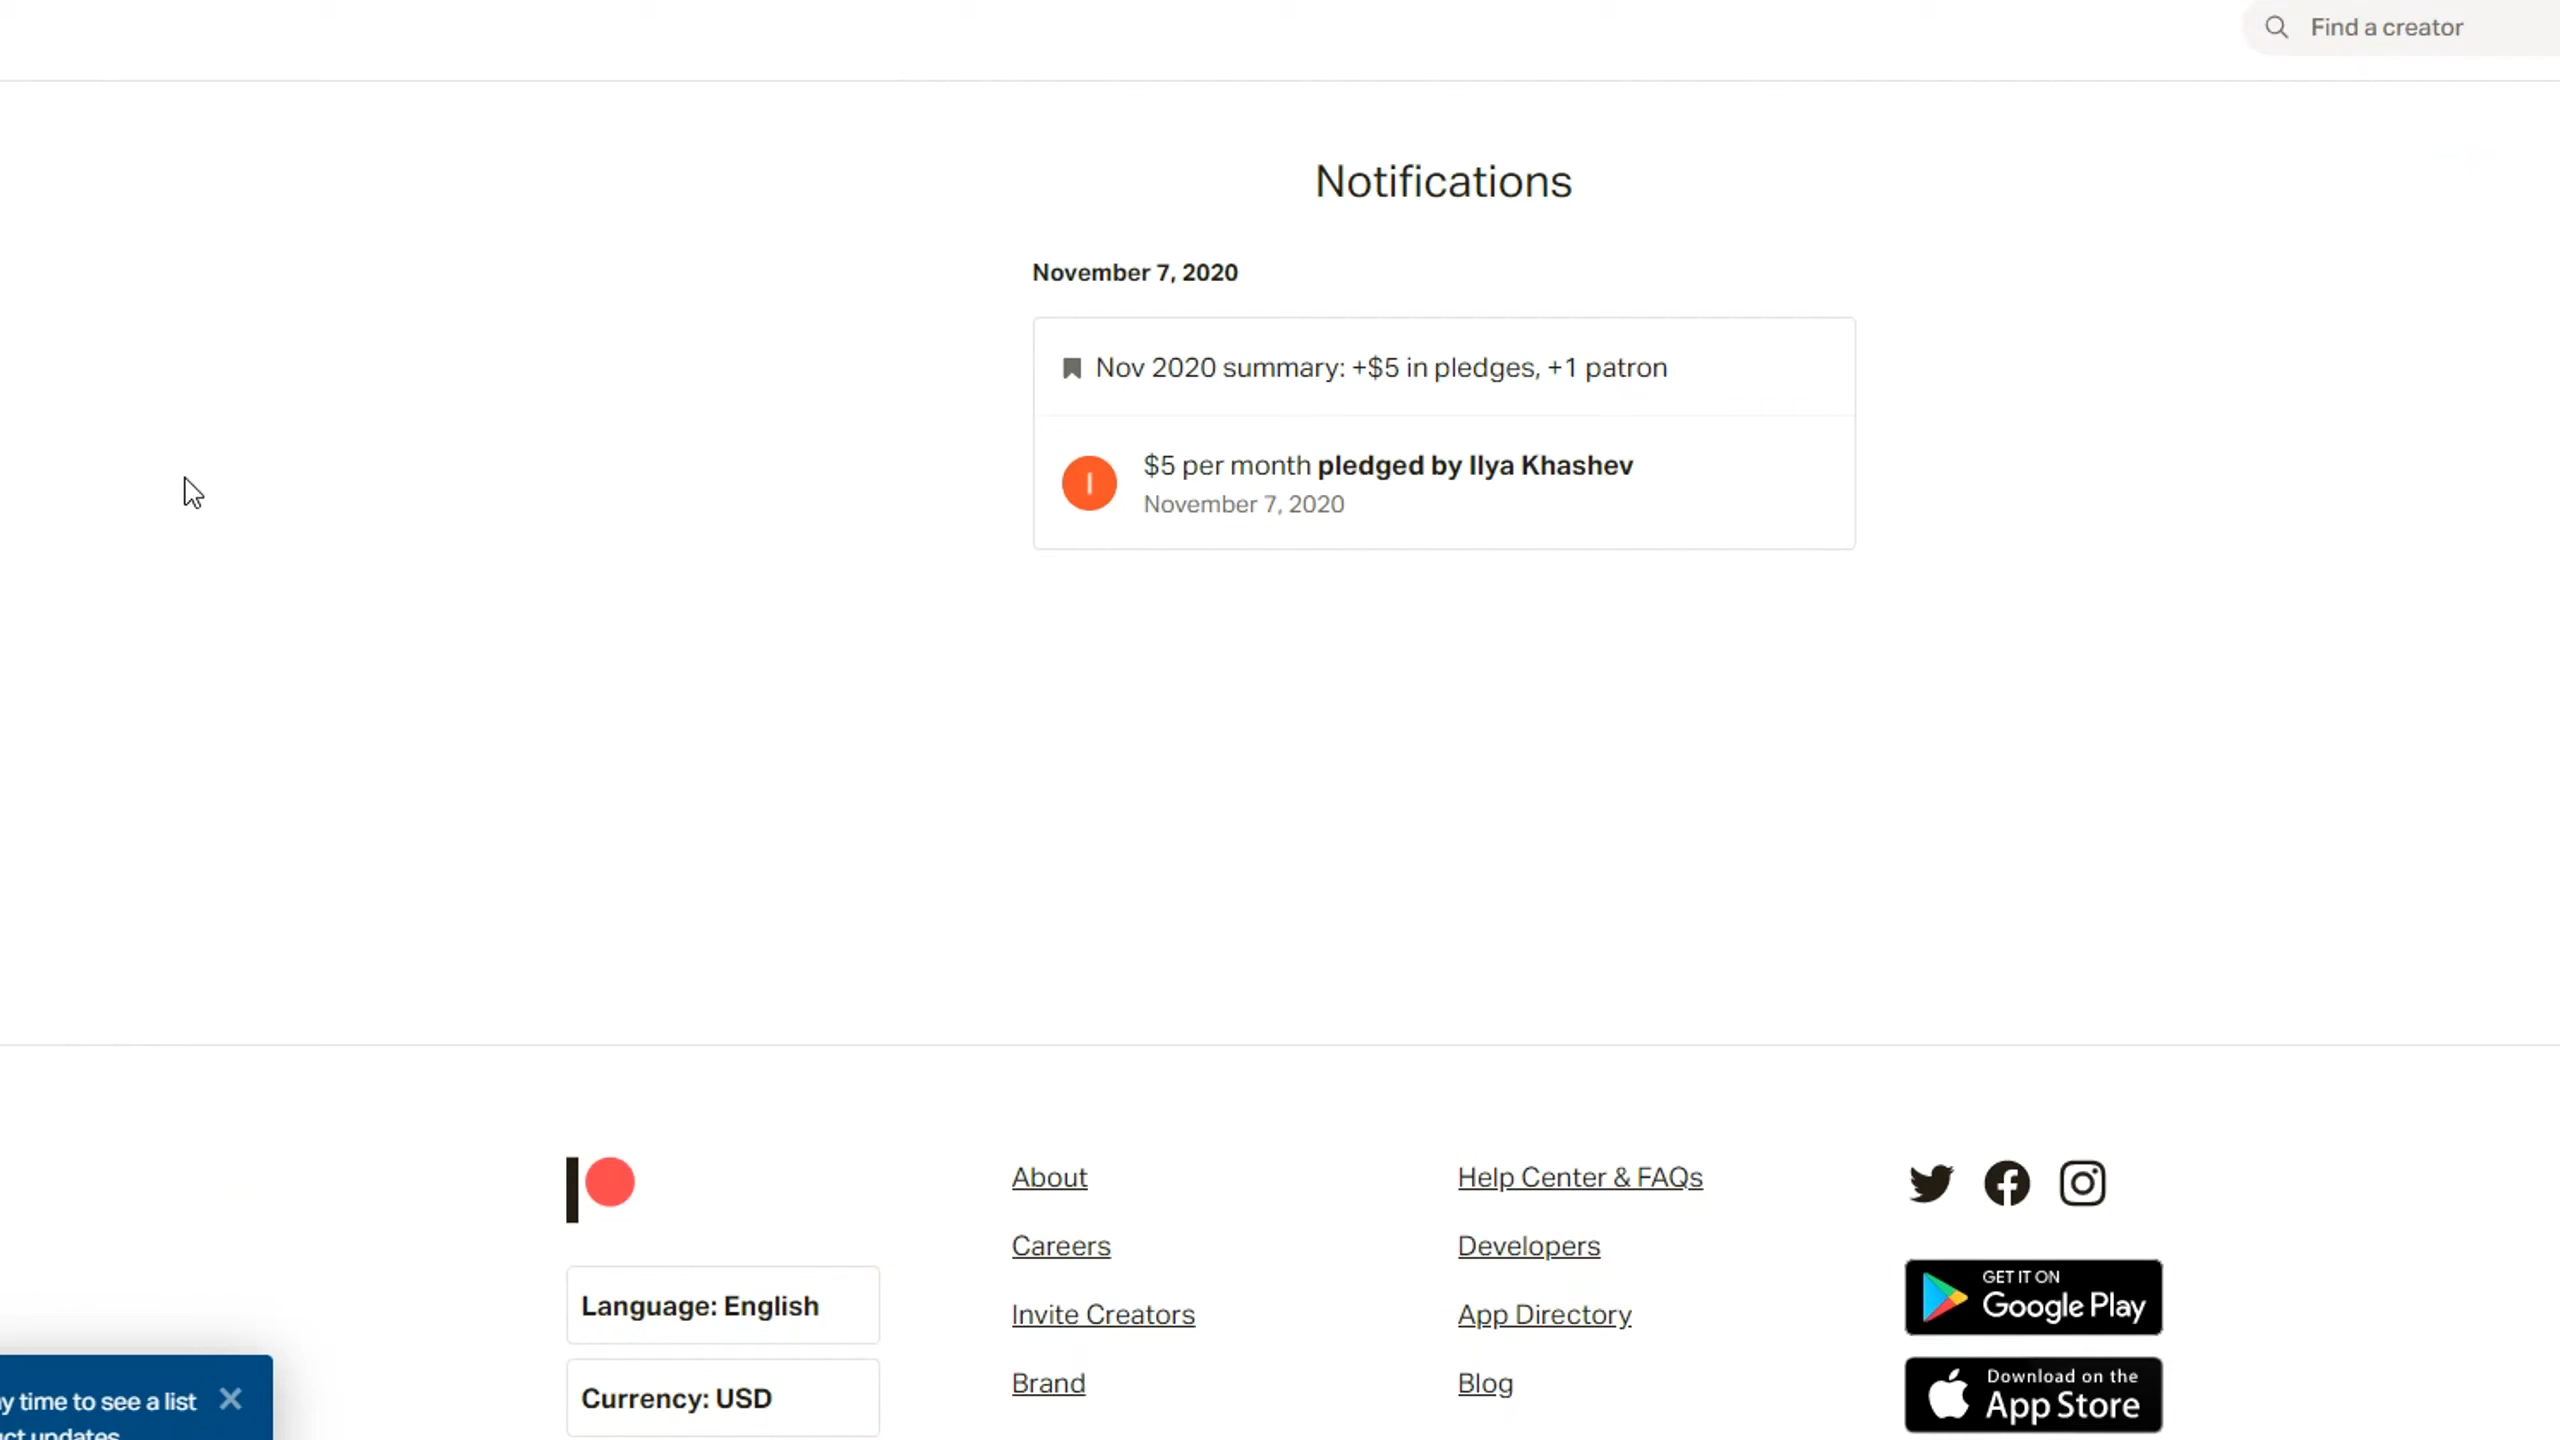 Find a creator
Notifications
November 7, 2020
Nov 2020 summary: +$5 in pledges, +1 patron
I
$5 per month pledged by Ilya Khashev
November 7, 2020
About
Careers
Invite Creators
Brand
Help Center & FAQs
Developers
App Directory
Blog
Language: English
Currency: USD
GET IT ON
Google Play
Download on the
App Store
y time to see a list
ct updates